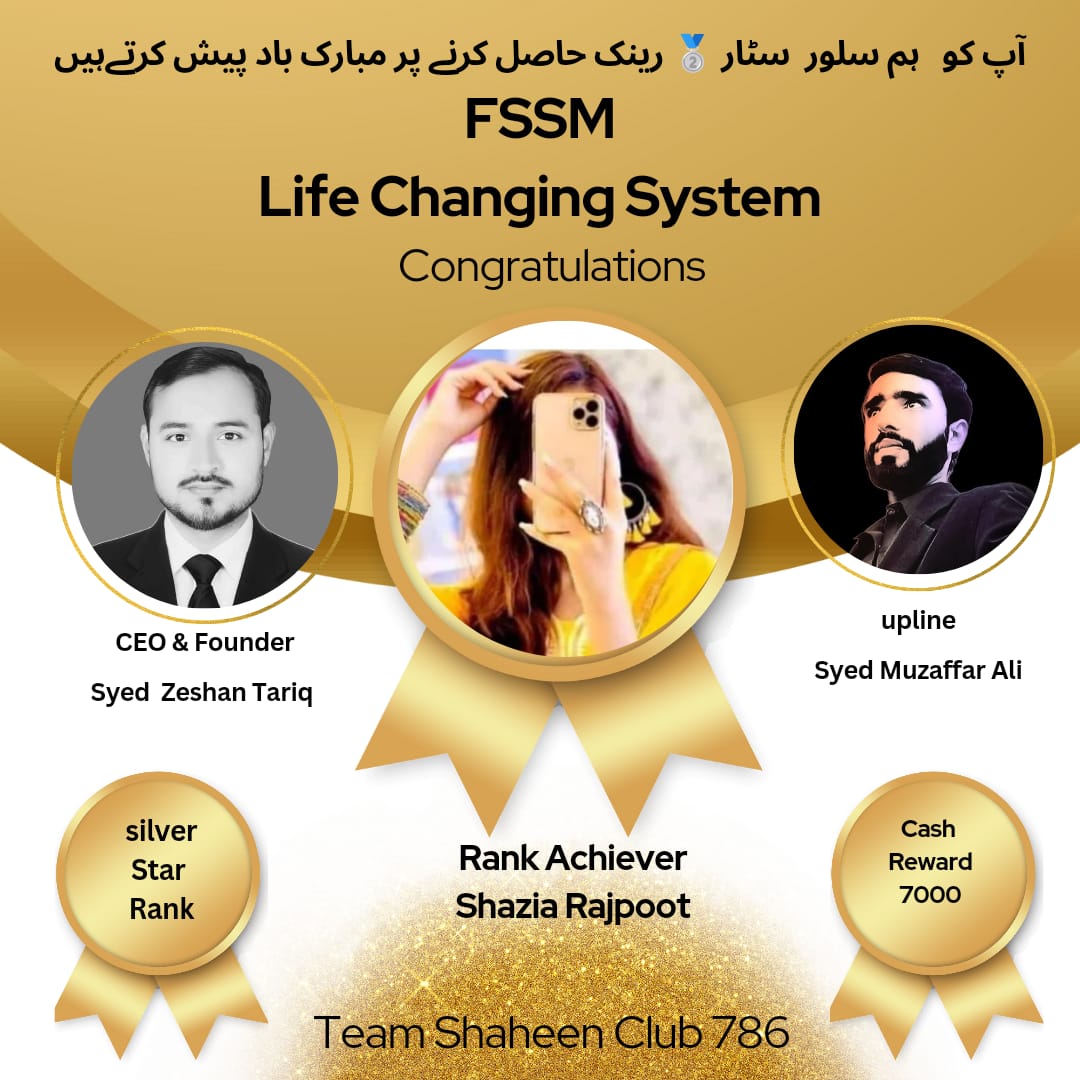 آپ کو ہم سلور سٹار 🥈 رینک حاصل کرنے پر مبارک باد پیش کرتےہیں
FSSM
Life Changing System
Congratulations
CEO & Founder
Syed Zeshan Tariq
upline
Syed Muzaffar Ali
silver
Star
Rank
Rank Achiever
Shazia Rajpoot
Cash
Reward
7000
Team Shaheen Club 786